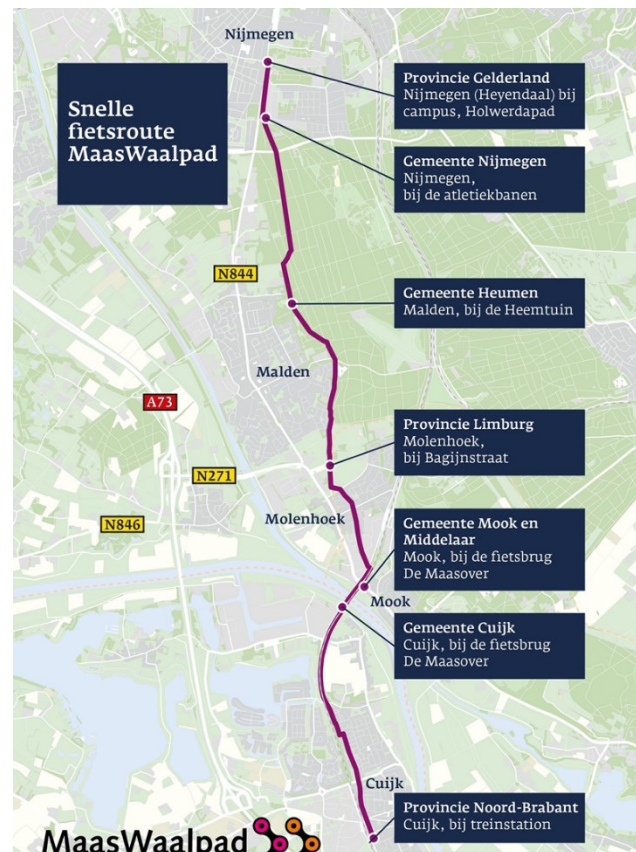 Nijmegen
Snelle
fietsroute
MaasWaalpad
Provincie Gelderland
Nijmegen (Heyendaal) bij
campus, Holwerdapad
Gemeente Nijmegen
Nijmegen,
bij de atletiekbanen
N844
Gemeente Heumen
Malden, bij de Heemtuin
Malden
A73
Provincie Limburg
Molenhoek,
bij Bagijnstraat
N271
Molenhoek
N846
Gemeente Mook en
Middelaar
Mook, bij de fietsbrug
De Maasover
Mook
Gemeente Cuijk
Cuijk, bij de fietsbrug
De Maasover
Cuijk
Provincie Noord-Brabant
Cuijk, bij treinstation
MaasWaalpad